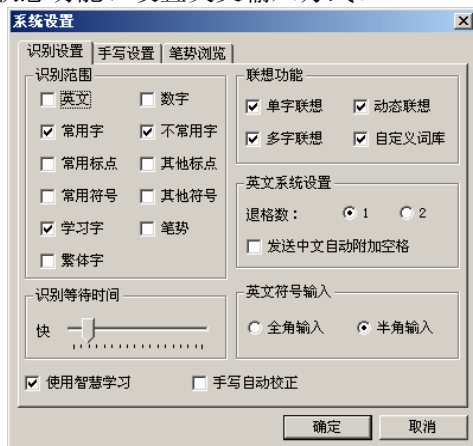 系统设置
识别设置 手写设置 笔势浏览
识别范围
英文 数字
常用字 不常用字
常用标点 其他标点
常用符号 其他符号
学习字 笔势
繁体字
联想功能
单字联想 动态联想
多字联想 自定义词库
英文系统设置
退格数： 1 2
发送中文自动附加空格
识别等待时间
快
英文符号输入
全角输入 半角输入
使用智慧学习 手写自动校正
确定 取消